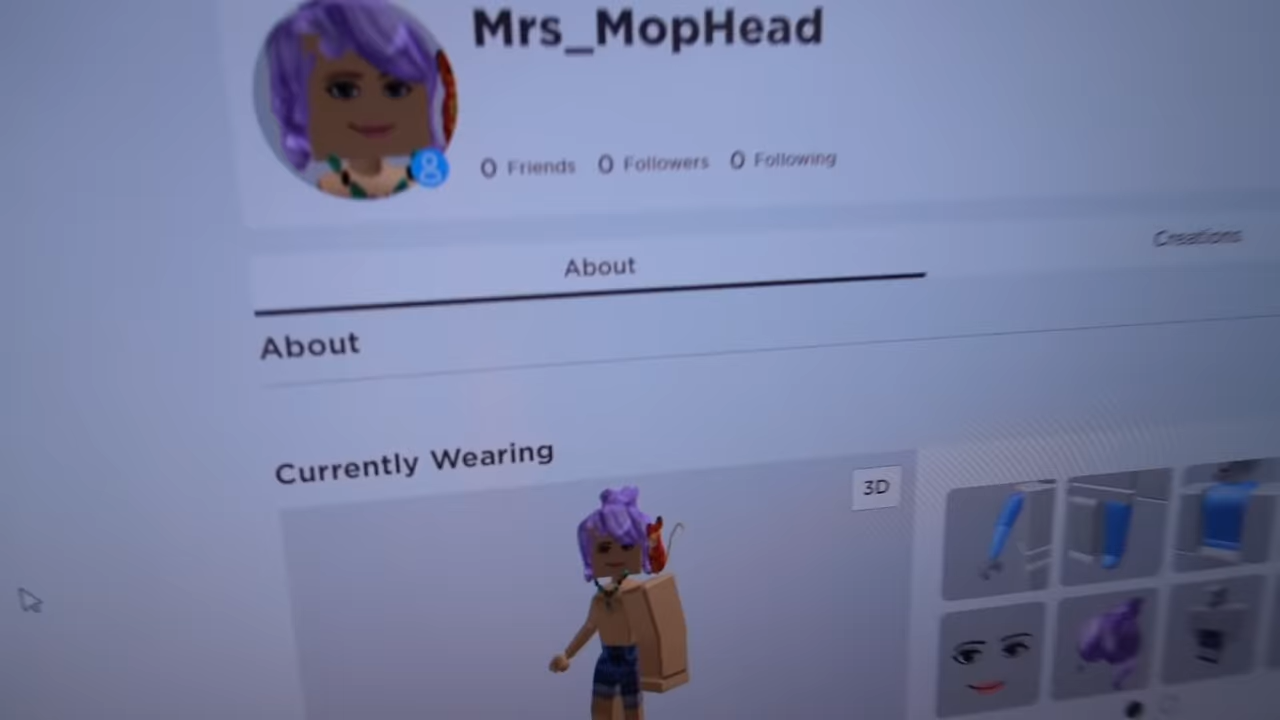 Mrs_MopHead
0 Friends 0 Followers 0 Following
About
Creations
About
Currently Wearing
3D